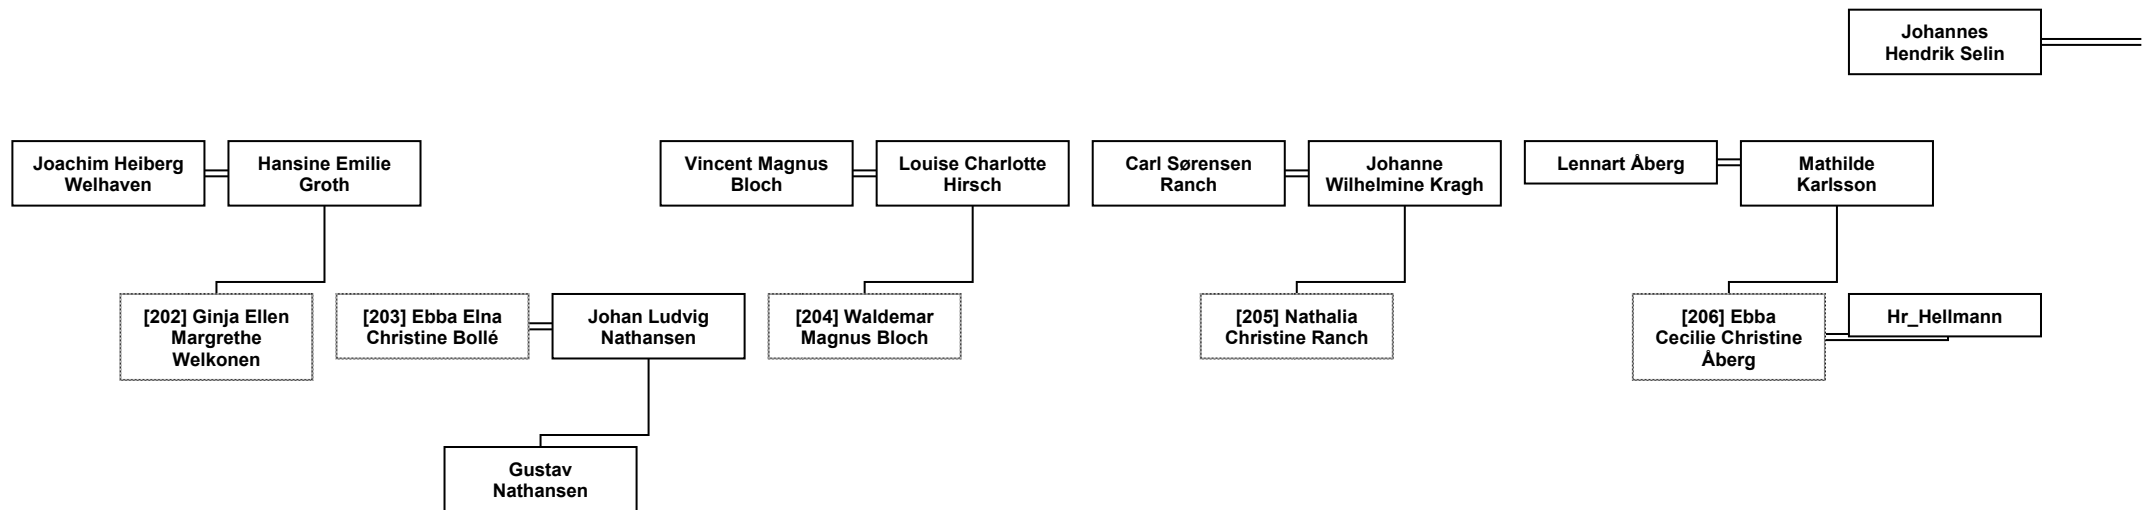 Johannes
Hendrik Selin
Joachim Heiberg
Welhaven
Hansine Emilie
Groth
Vincent Magnus
Bloch
Louise Charlotte
Hirsch
Carl Sørensen
Ranch
Johanne
Wilhelmine Kragh
Lennart Åberg
Mathilde
Karlsson
[202] Ginja Ellen
Margrethe
Welkonen
[203] Ebba Elna
Christine Bollé
Johan Ludvig
Nathansen
[204] Waldemar
Magnus Bloch
[205] Nathalia
Christine Ranch
[206] Ebba
Cecilie Christine
Åberg
Hr_Hellmann
Gustav
Nathansen